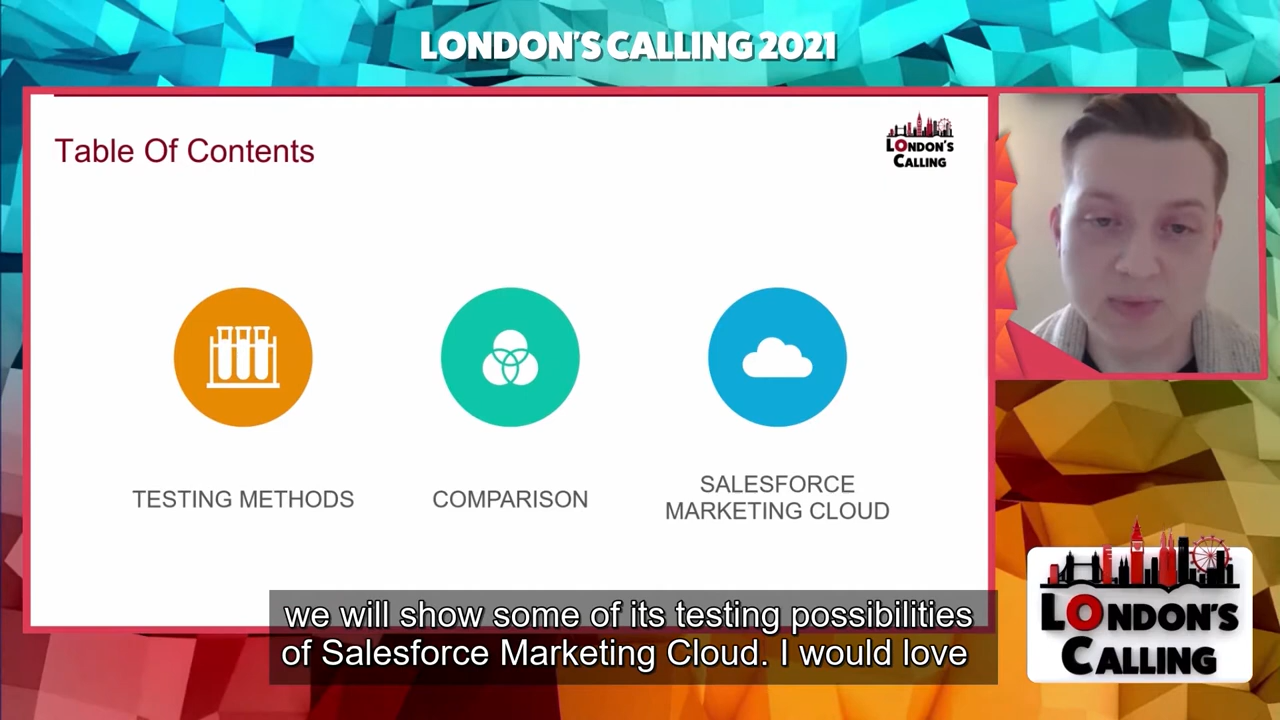 LONDON'S CALLING 2021
Table Of Contents
LONDON'S
CALLING
TESTING METHODS
COMPARISON
SALESFORCE
MARKETING CLOUD
we will show some of its testing possibilities
of Salesforce Marketing Cloud. I would love
LONDON'S
CALLING